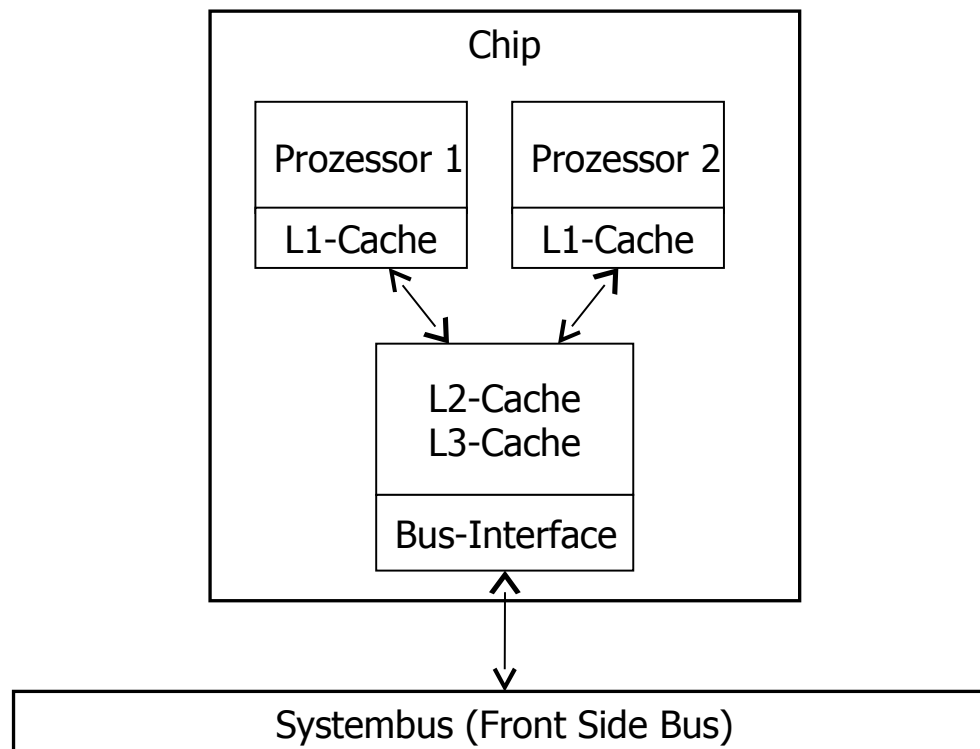 Chip
Prozessor 1
Prozessor 2
L1-Cache
L1-Cache
L2-Cache
L3-Cache
Bus-Interface
Systembus (Front Side Bus)